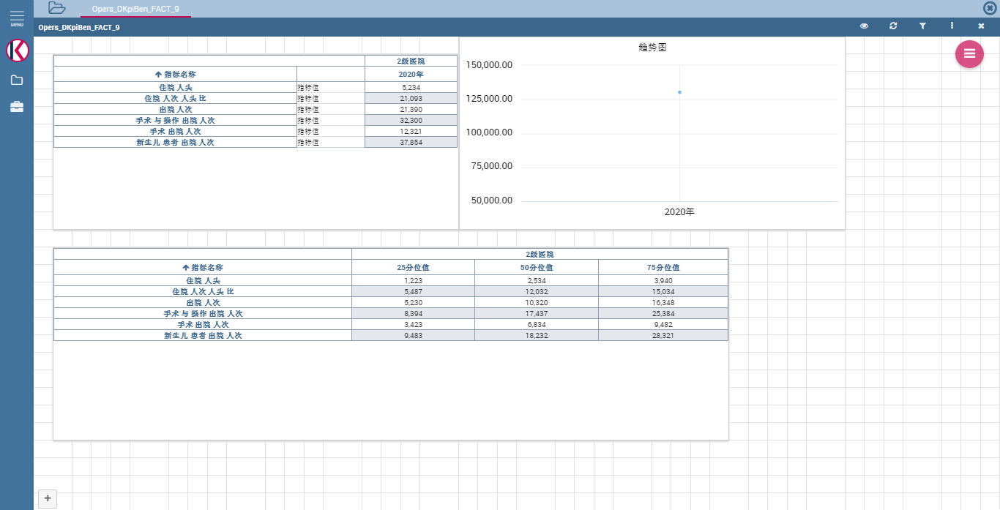 Opers_DKpiBen_FACT_9
MENU
Opers_DKpiBen_FACT_9
2级医院
指标名称 2020年
住院 人头 指标值 5,234
住院 人次 人头 比 指标值 21,093
出院 人次 指标值 21,390
手术 与 操作 出院 人次 指标值 32,300
手术 出院 人次 指标值 12,321
新生儿 患者 出院 人次 指标值 37,854
趋势图
150,000.00
125,000.00
100,000.00
75,000.00
50,000.00
2020年
2级医院
指标名称 25分位值 50分位值 75分位值
住院 人头 1,223 2,534 3,940
住院 人次 人头 比 5,487 12,032 15,034
出院 人次 5,230 10,320 16,348
手术 与 操作 出院 人次 8,394 17,437 25,384
手术 出院 人次 3,423 6,834 9,482
新生儿 患者 出院 人次 9,483 18,232 28,321